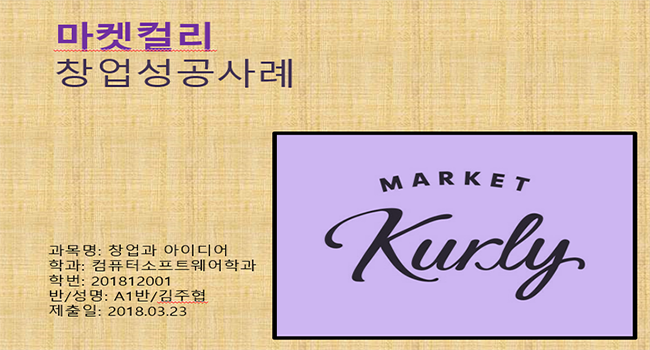 마켓컬리
창업성공사례
MARKET
Kurly
과목명: 창업과 아이디어
학과: 컴퓨터소프트웨어학과
학번: 201812001
반/성명: A1반/김주협
제출일: 2018.03.23